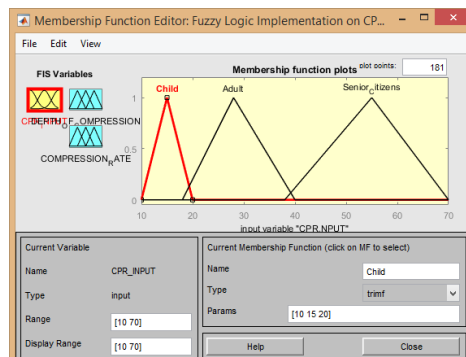 Membership Function Editor: Fuzzy Logic Implementation on CP...
File Edit View
FIS Variables
Membership function plots plot points: 181
Child Adult Senior_Citizens
1
0.5
0
DEPTH_OF_COMPRESSION
COMPRESSION_RATE
10 20 30 40 50 60 70
input variable "CPR_INPUT"
Current Variable
Name CPR_INPUT
Type input
Range [10 70]
Display Range [10 70]
Current Membership Function (click on MF to select)
Name Child
Type trimf
Params [10 15 20]
Help Close